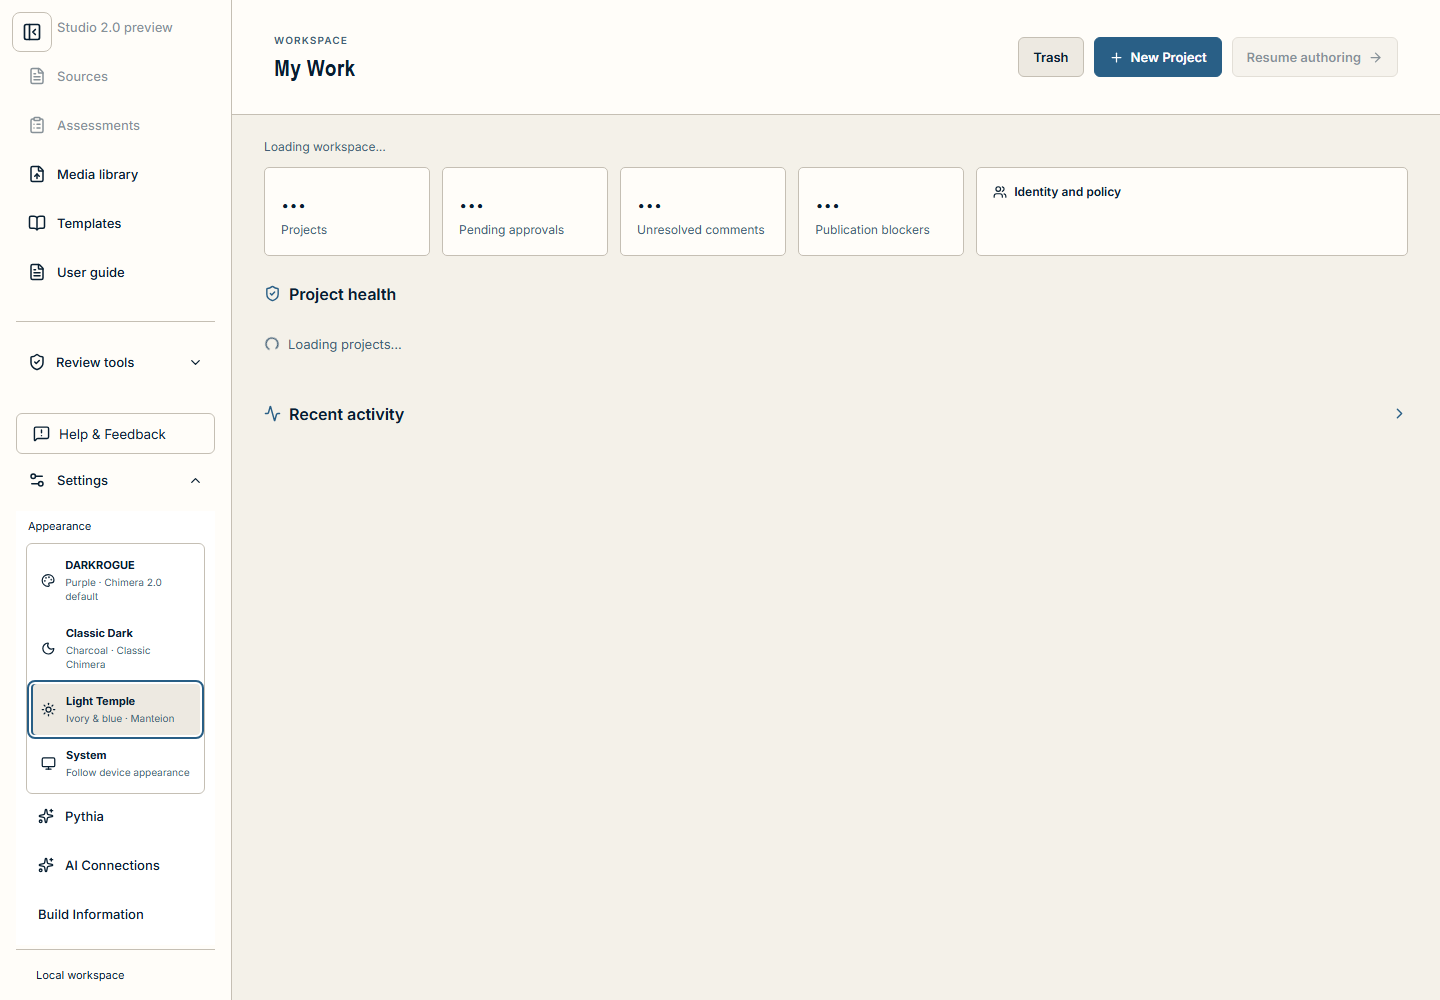 Studio 2.0 preview
Sources
Assessments
Media library
Templates
User guide
Review tools
Help & Feedback
Settings
Appearance
DARKROGUE
Purple · Chimera 2.0
default
Classic Dark
Charcoal · Classic
Chimera
Light Temple
Ivory & blue · Manteion
System
Follow device appearance
Pythia
AI Connections
Build Information
Local workspace
WORKSPACE
My Work
Trash
New Project
Resume authoring
Loading workspace...
...
Projects
...
Pending approvals
...
Unresolved comments
...
Publication blockers
Identity and policy
Project health
Loading projects...
Recent activity